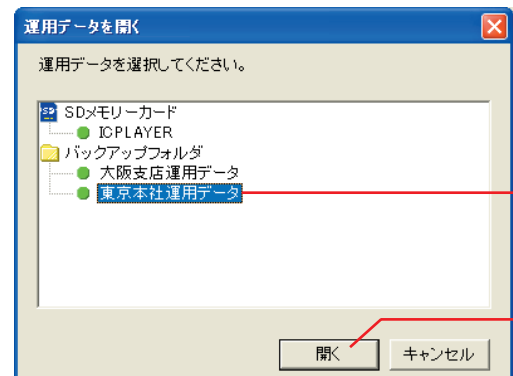 運用データを開く
運用データを選択してください。
SDメモリーカード
ICPLAYER
バックアップフォルダ
大阪支店運用データ
東京本社運用データ
開く
キャンセル